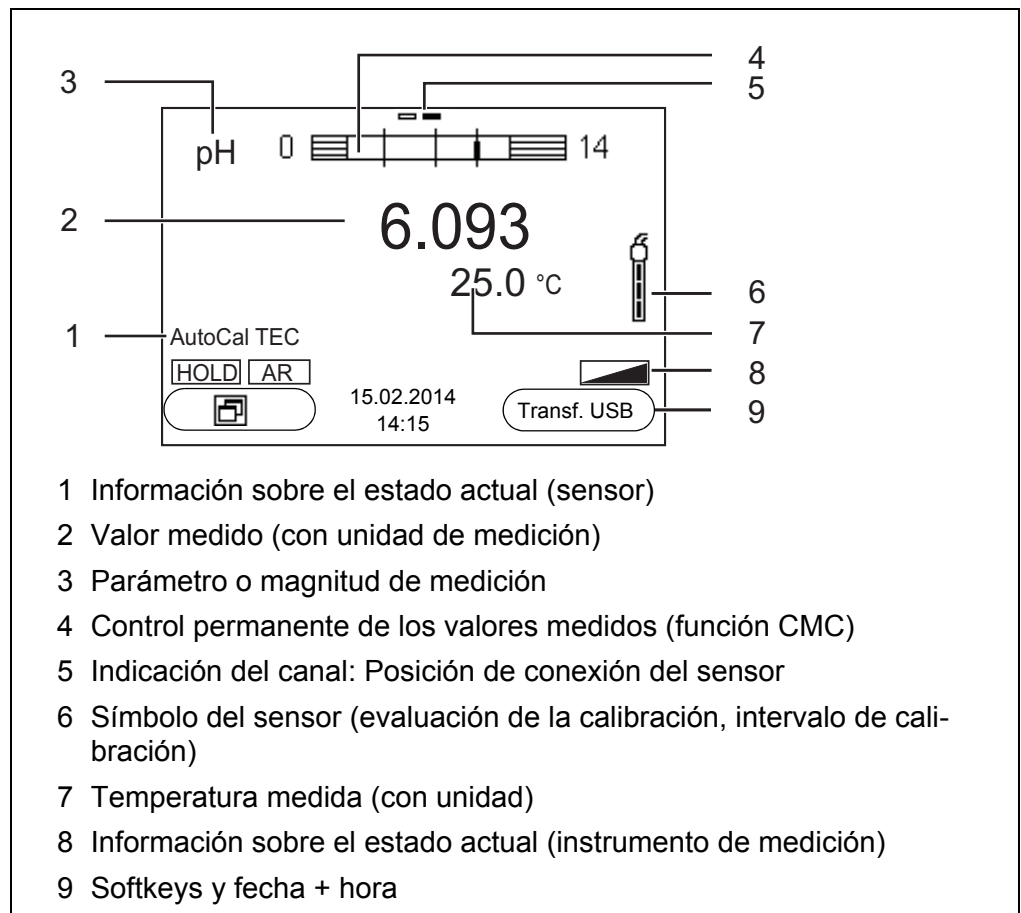 4
3
5
pH 0 14
2 6.093
25.0 °C
6
7
1 AutoCal TEC
HOLD AR
8
15.02.2014
14:15
Transf. USB
9
1 Información sobre el estado actual (sensor)
2 Valor medido (con unidad de medición)
3 Parámetro o magnitud de medición
4 Control permanente de los valores medidos (función CMC)
5 Indicación del canal: Posición de conexión del sensor
6 Símbolo del sensor (evaluación de la calibración, intervalo de cali-
bración)
7 Temperatura medida (con unidad)
8 Información sobre el estado actual (instrumento de medición)
9 Softkeys y fecha + hora